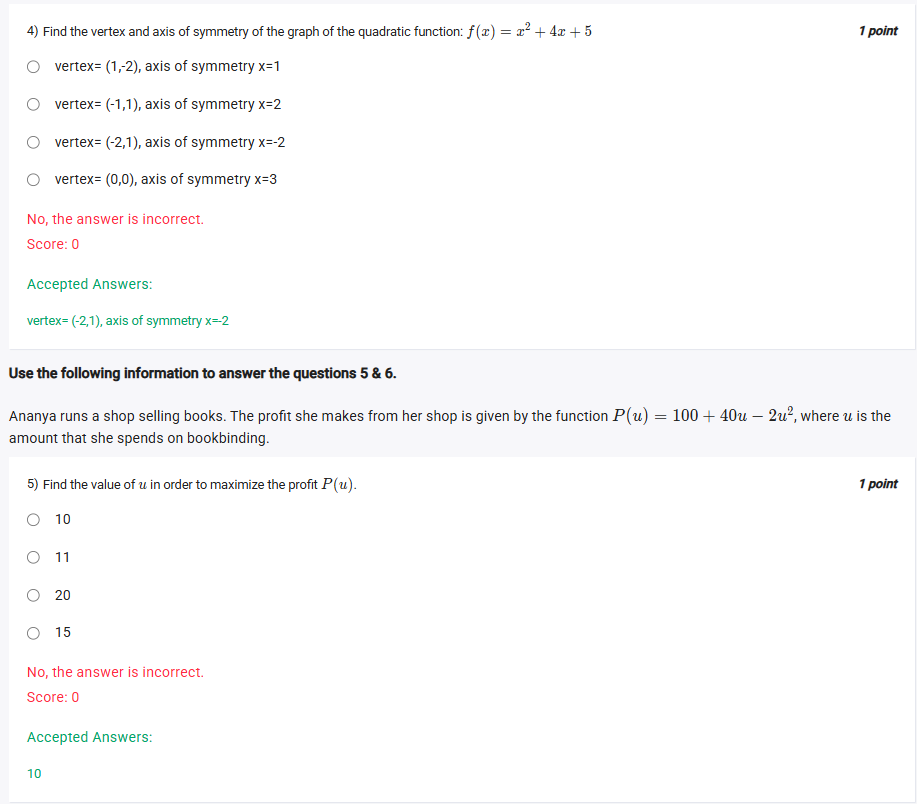 4) Find the vertex and axis of symmetry of the graph of the quadratic function: f(x) = x² + 4x + 5
1 point
vertex= (1,-2), axis of symmetry x=1
vertex= (-1,1), axis of symmetry x=2
vertex= (-2,1), axis of symmetry x=-2
vertex= (0,0), axis of symmetry x=3
No, the answer is incorrect.
Score: 0
Accepted Answers:
vertex= (-2,1), axis of symmetry x=-2
Use the following information to answer the questions 5 & 6.
Ananya runs a shop selling books. The profit she makes from her shop is given by the function P(u) = 100 + 40u − 2u², where u is the
amount that she spends on bookbinding.
5) Find the value of u in order to maximize the profit P(u).
1 point
10
11
20
15
No, the answer is incorrect.
Score: 0
Accepted Answers:
10